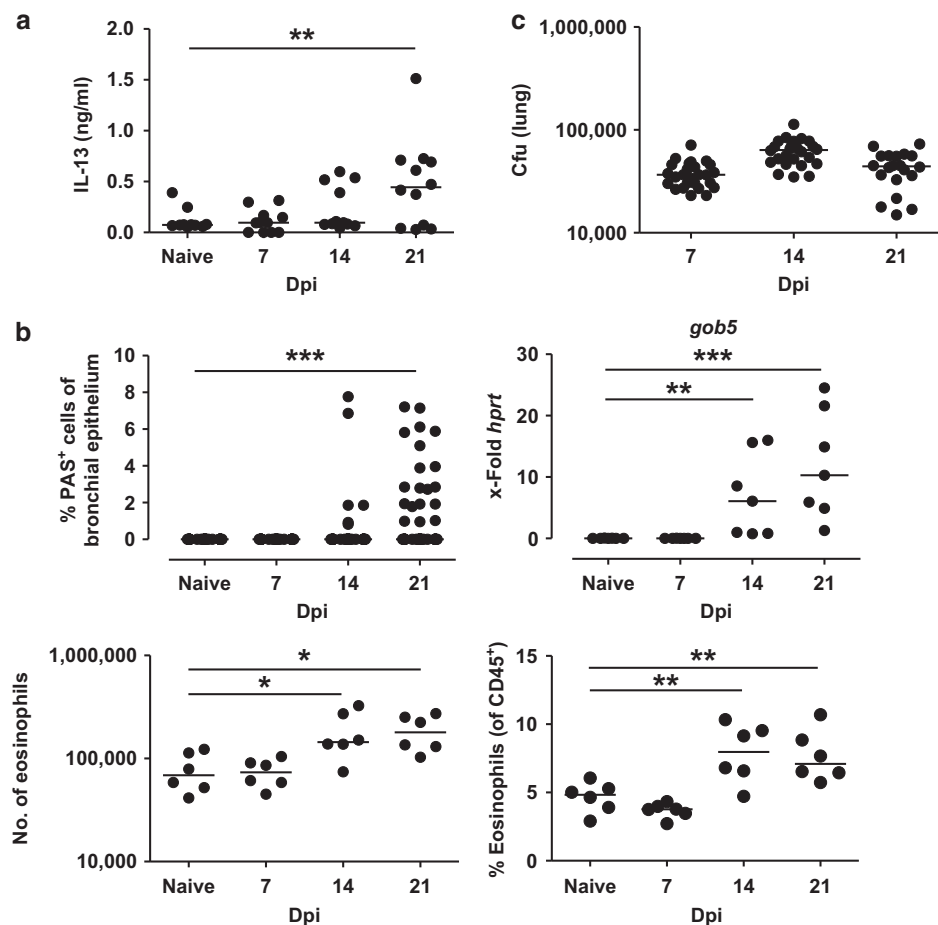 a
IL-13 (ng/ml)
2.0
1.5
1.0
0.5
0.0
**
Naive 7 14 21
Dpi
c
Cfu (lung)
1,000,000
100,000
10,000
7 14 21
Dpi
b
% PAS+ cells of
bronchial epithelium
10
8
6
4
2
0
***
Naive 7 14 21
Dpi
gob5
x-Fold hprt
30
20
10
0
***
**
Naive 7 14 21
Dpi
No. of eosinophils
1,000,000
100,000
10,000
*
*
Naive 7 14 21
Dpi
% Eosinophils (of CD45+)
15
10
5
0
**
**
Naive 7 14 21
Dpi